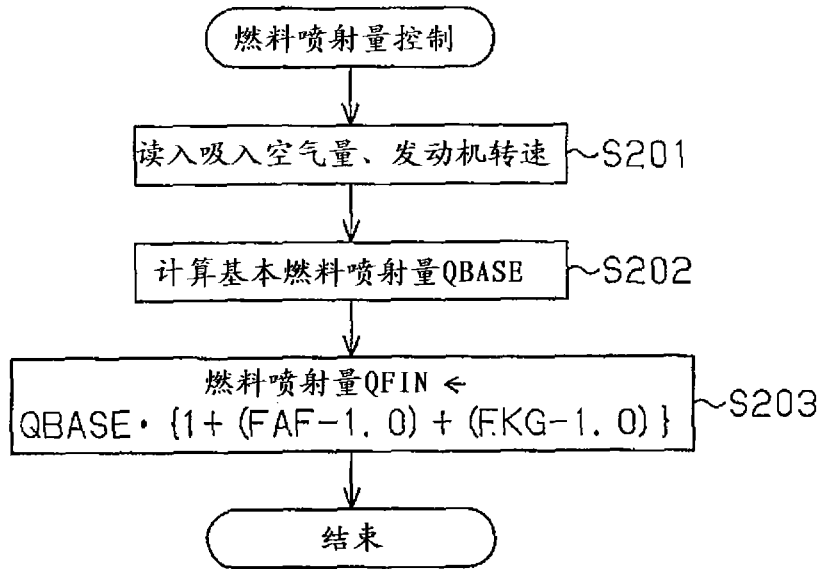 燃料喷射量控制
读入吸入空气量、发动机转速
S201
计算基本燃料喷射量QBASE
S202
燃料喷射量QFIN ←
QBASE・{1+(FAF-1.0)+(FKG-1.0)}
S203
结束